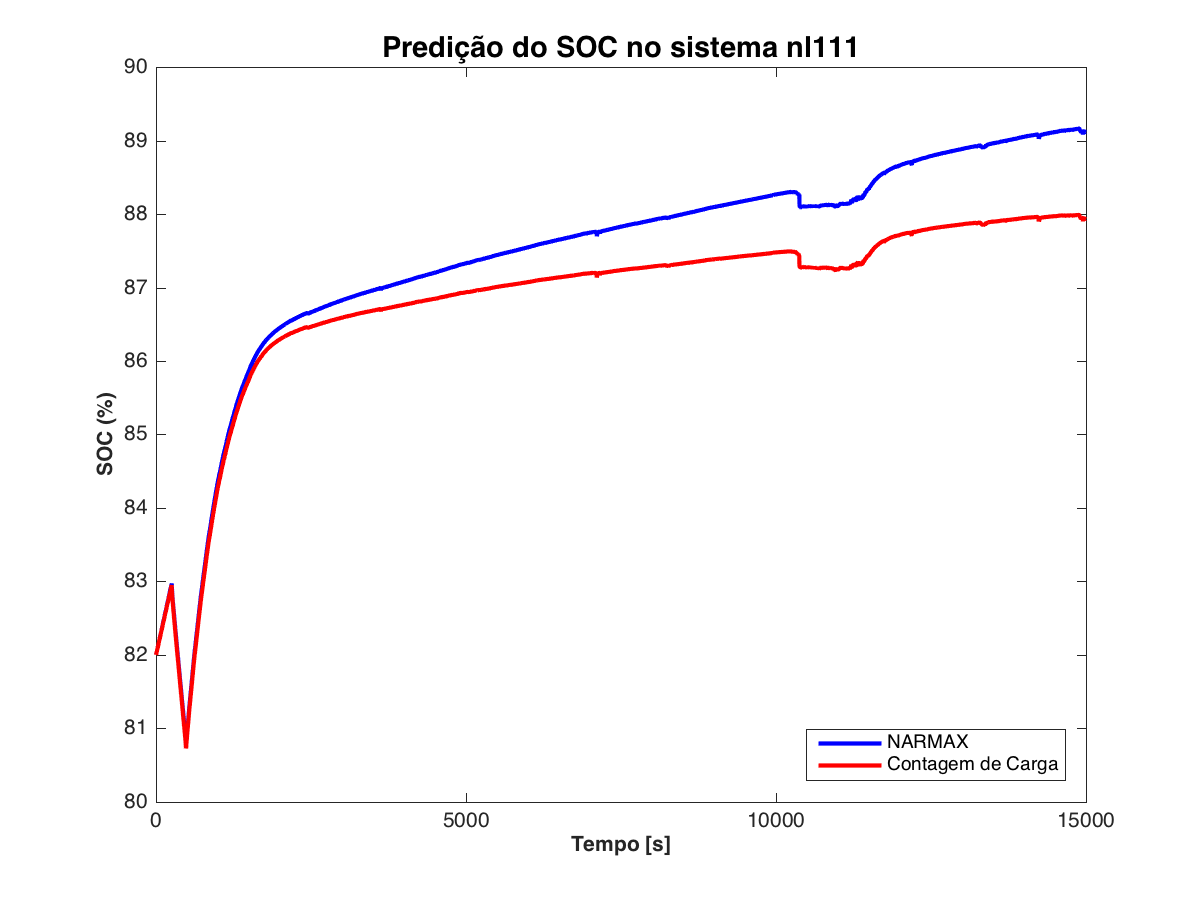 Predição do SOC no sistema nl111
90
89
88
87
86
85
84
83
82
81
80
SOC (%)
NARMAX
Contagem de Carga
0 5000 10000 15000
Tempo [s]